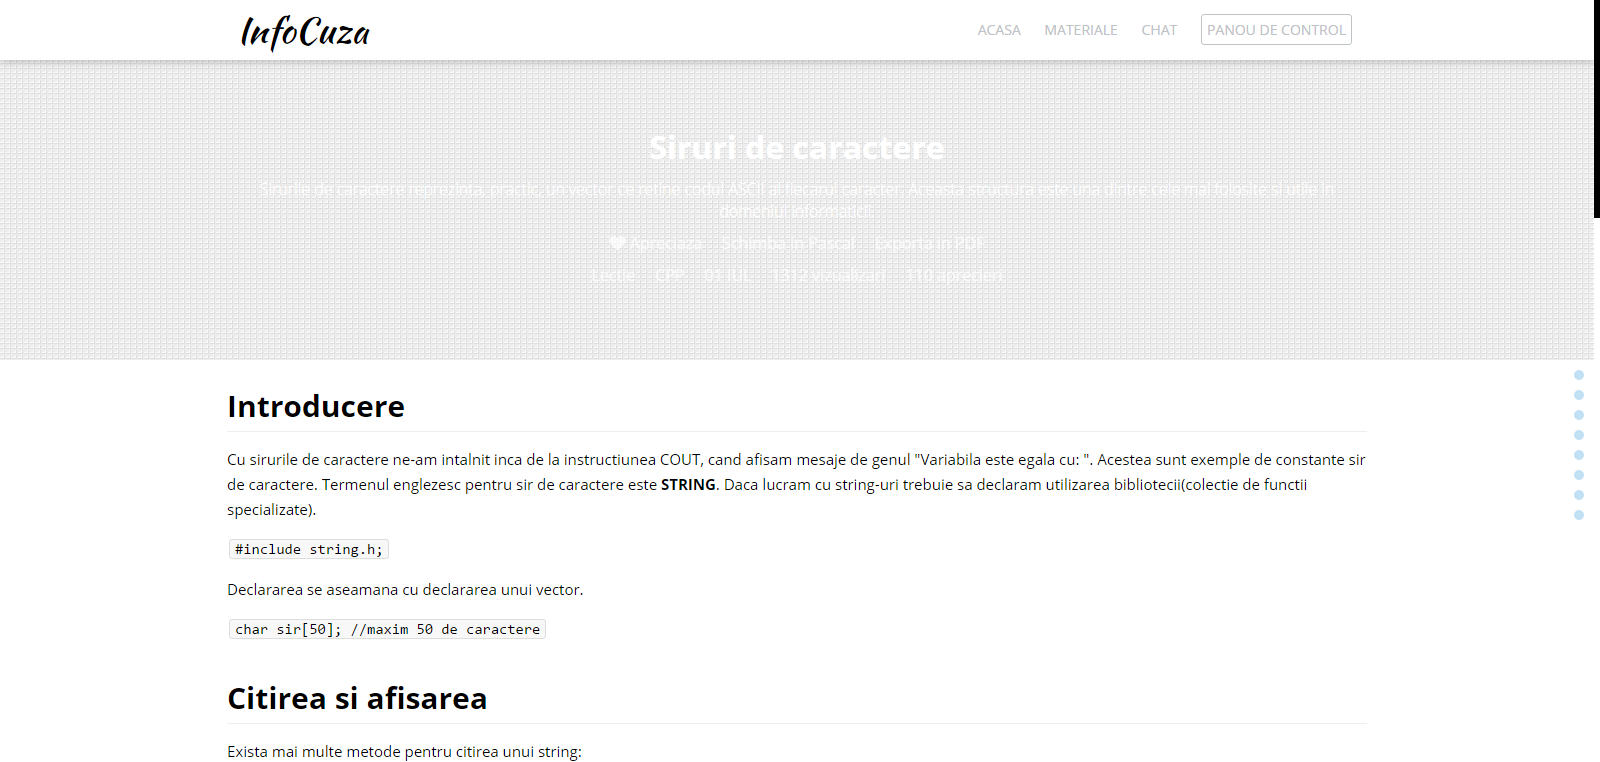 InfoCuza
ACASA MATERIALE CHAT PANOU DE CONTROL
Siruri de caractere
Sirurile de caractere reprezinta, practic, un vector ce retine codul ASCII al fiecarui caracter. Aceasta structura este una dintre cele mai folosite si utile in
domeniul informaticii.
Apreciaza Schimba in Pascal Exporta in PDF
Lectie CPP 01 IUL 1312 vizualizari 110 aprecieri
Introducere
Cu sirurile de caractere ne-am intalnit inca de la instructiunea COUT, cand afisam mesaje de genul "Variabila este egala cu: ". Acestea sunt exemple de constante sir
de caractere. Termenul englezesc pentru sir de caractere este STRING. Daca lucram cu string-uri trebuie sa declaram utilizarea bibliotecii(colectie de functii
specializate).
#include string.h;
Declararea se aseamana cu declararea unui vector.
char sir[50]; //maxim 50 de caractere
Citirea si afisarea
Exista mai multe metode pentru citirea unui string: